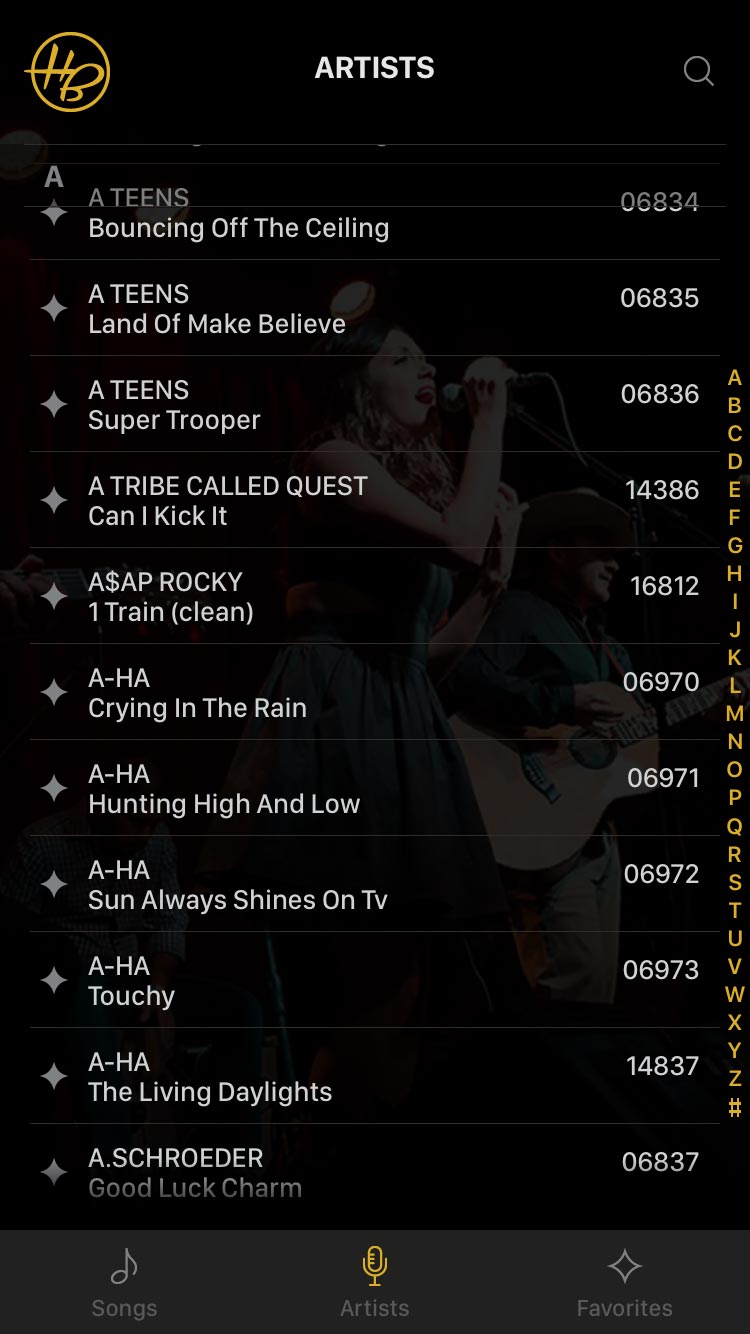 HB
ARTISTS
A
A TEENS
06834
Bouncing Off The Ceiling
A TEENS
06835
Land Of Make Believe
A TEENS
06836
Super Trooper
A TRIBE CALLED QUEST
14386
Can I Kick It
A$AP ROCKY
16812
1 Train (clean)
A-HA
06970
Crying In The Rain
A-HA
06971
Hunting High And Low
A-HA
06972
Sun Always Shines On Tv
A-HA
06973
Touchy
A-HA
14837
The Living Daylights
A.SCHROEDER
06837
Good Luck Charm
A
B
C
D
E
F
G
H
I
J
K
L
M
N
O
P
Q
R
S
T
U
V
W
X
Y
Z
#
Songs
Artists
Favorites